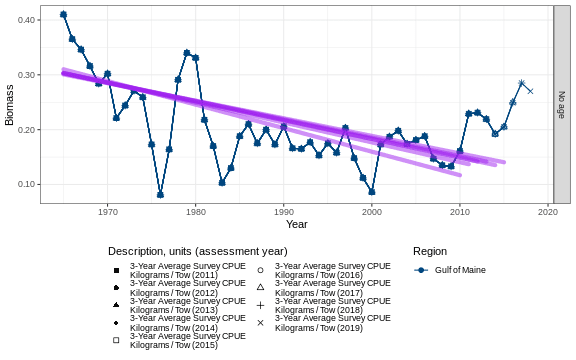 0.40
0.30
0.20
0.10
Biomass
No age
1970
1980
1990
2000
2010
2020
Year
Description, units (assessment year)
3-Year Average Survey CPUE
Kilograms / Tow (2011)
3-Year Average Survey CPUE
Kilograms / Tow (2012)
3-Year Average Survey CPUE
Kilograms / Tow (2013)
3-Year Average Survey CPUE
Kilograms / Tow (2014)
3-Year Average Survey CPUE
Kilograms / Tow (2015)
3-Year Average Survey CPUE
Kilograms / Tow (2016)
3-Year Average Survey CPUE
Kilograms / Tow (2017)
3-Year Average Survey CPUE
Kilograms / Tow (2018)
3-Year Average Survey CPUE
Kilograms / Tow (2019)
Region
Gulf of Maine